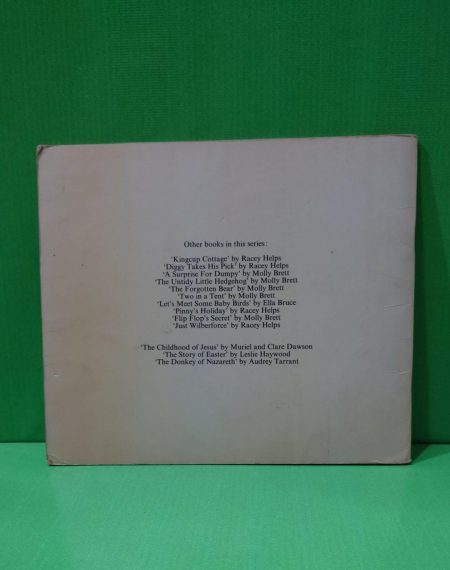 Other books in this series:
'Kingcup Cottage' by Racey Helps
'Diggy Takes His Pick' by Racey Helps
'A Surprise For Dumpy' by Molly Brett
'The Untidy Little Hedgehog' by Molly Brett
'The Forgotten Bear' by Molly Brett
'Two in a Tent' by Molly Brett
'Let's Meet Some Baby Birds' by Ella Bruce
'Pinny's Holiday' by Racey Helps
'Flip Flop's Secret' by Molly Brett
'Just Wilberforce' by Racey Helps
'The Childhood of Jesus' by Muriel and Clare Dawson
'The Story of Easter' by Leslie Haywood
'The Donkey of Nazareth' by Audrey Tarrant